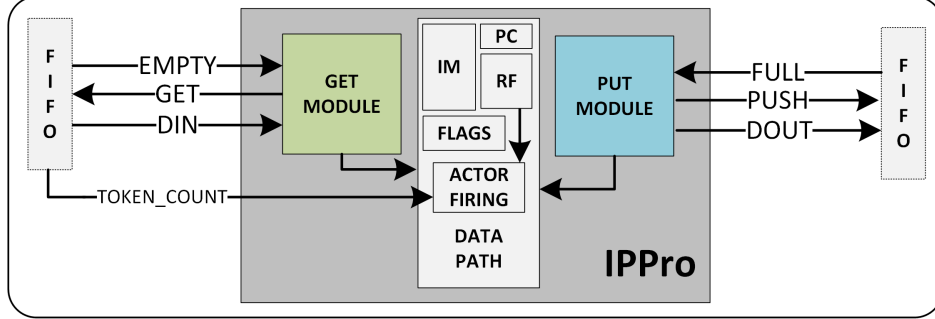 F
I
F
O
EMPTY
GET
DIN
TOKEN_COUNT
GET
MODULE
IM
PC
RF
FLAGS
ACTOR
FIRING
DATA
PATH
PUT
MODULE
IPPro
FULL
PUSH
DOUT
F
I
F
O